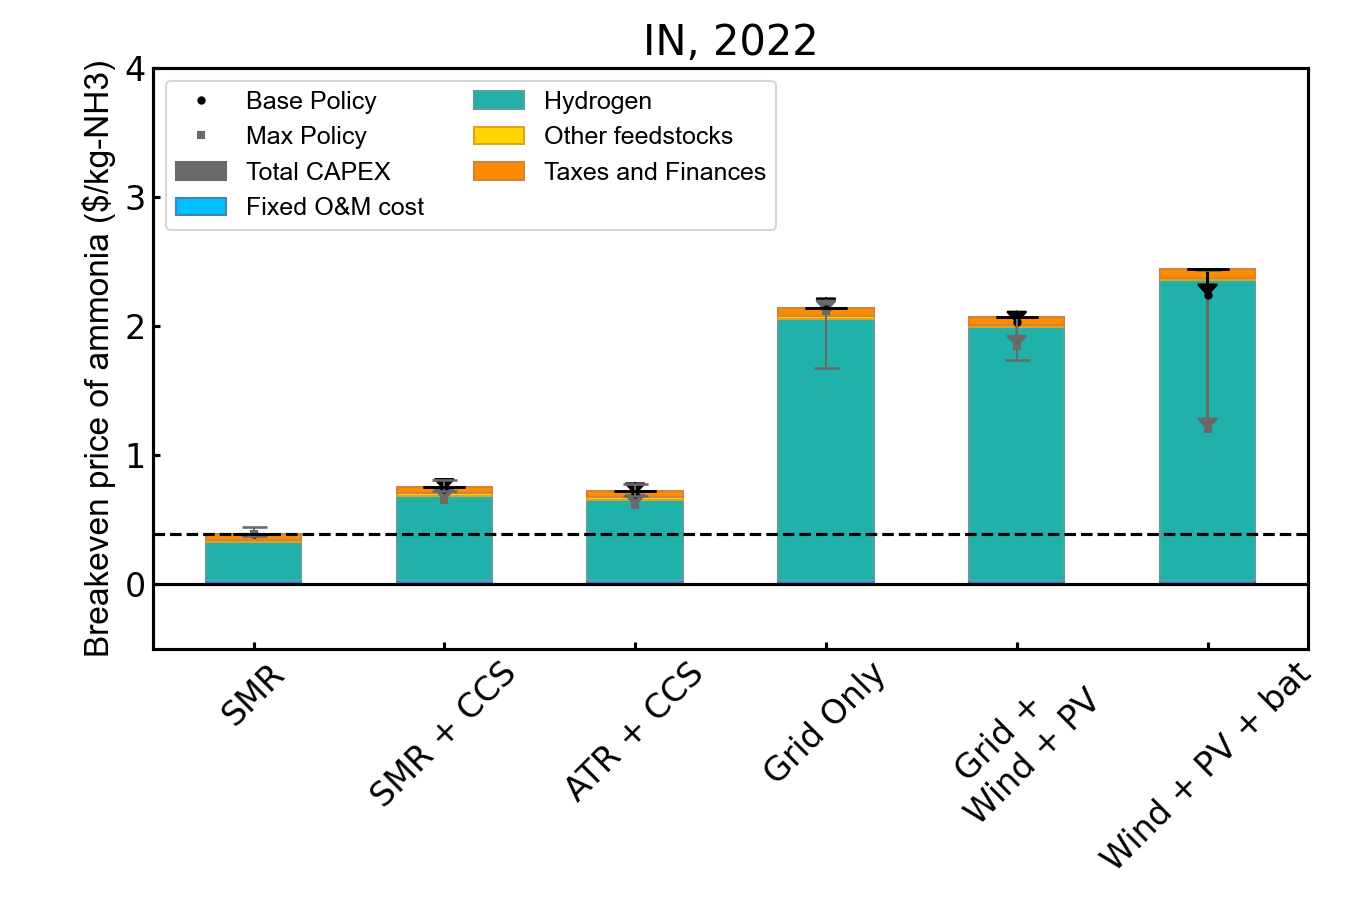 IN, 2022
Breakeven price of ammonia ($/kg-NH3)
4
3
2
1
0
Base Policy
Max Policy
Total CAPEX
Fixed O&M cost
Hydrogen
Other feedstocks
Taxes and Finances
SMR
SMR + CCS
ATR + CCS
Grid Only
Grid +
Wind + PV
Wind + PV + bat